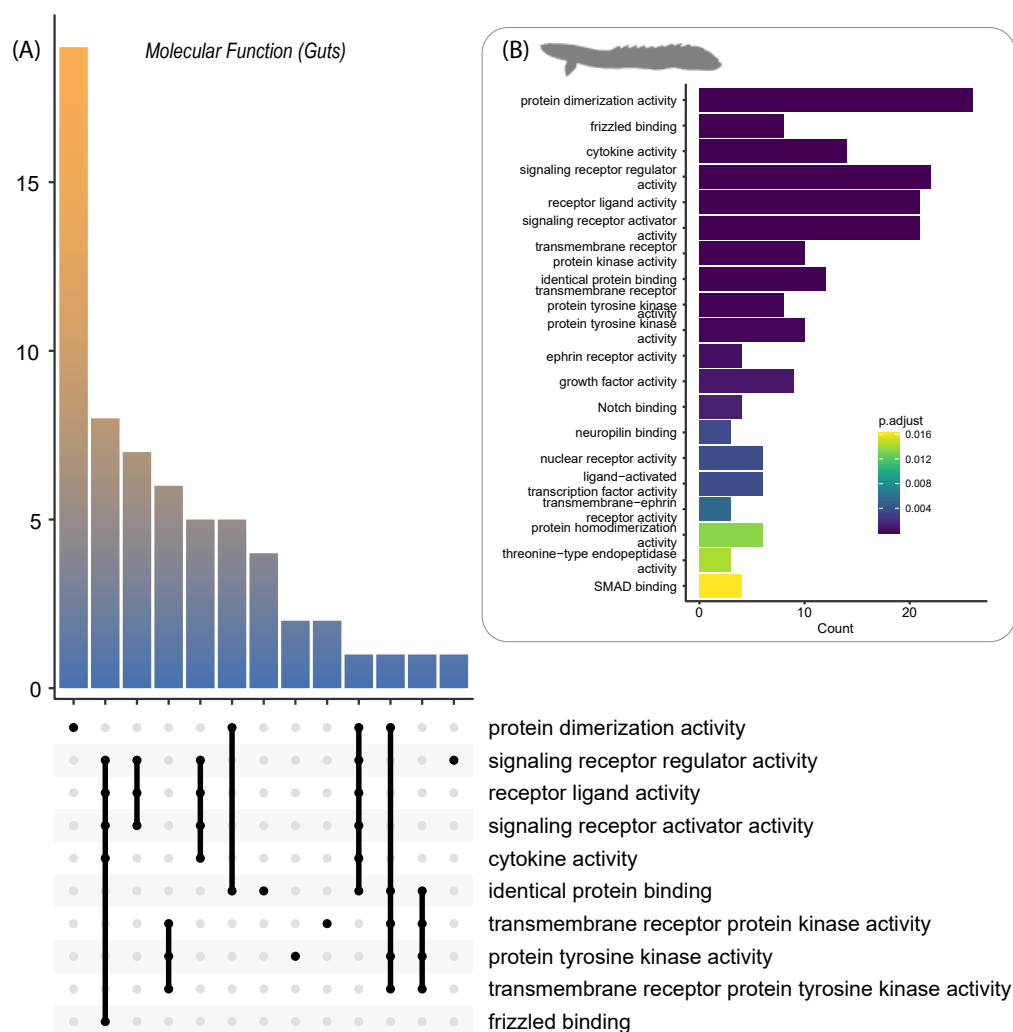 (A)
Molecular Function (Guts)
15
10
5
0
protein dimerization activity
signaling receptor regulator activity
receptor ligand activity
signaling receptor activator activity
cytokine activity
identical protein binding
transmembrane receptor protein kinase activity
protein tyrosine kinase activity
transmembrane receptor protein tyrosine kinase activity
frizzled binding
(B)
protein dimerization activity
frizzled binding
cytokine activity
signaling receptor regulator
activity
receptor ligand activity
signaling receptor activator
activity
transmembrane receptor
protein kinase activity
identical protein binding
transmembrane receptor
protein tyrosine kinase
activity
protein tyrosine kinase
activity
ephrin receptor activity
growth factor activity
Notch binding
neuropilin binding
nuclear receptor activity
ligand−activated
transcription factor activity
transmembrane−ephrin
receptor activity
protein homodimerization
activity
threonine−type endopeptidase
activity
SMAD binding
0 10 20
Count
p.adjust
0.016
0.012
0.008
0.004